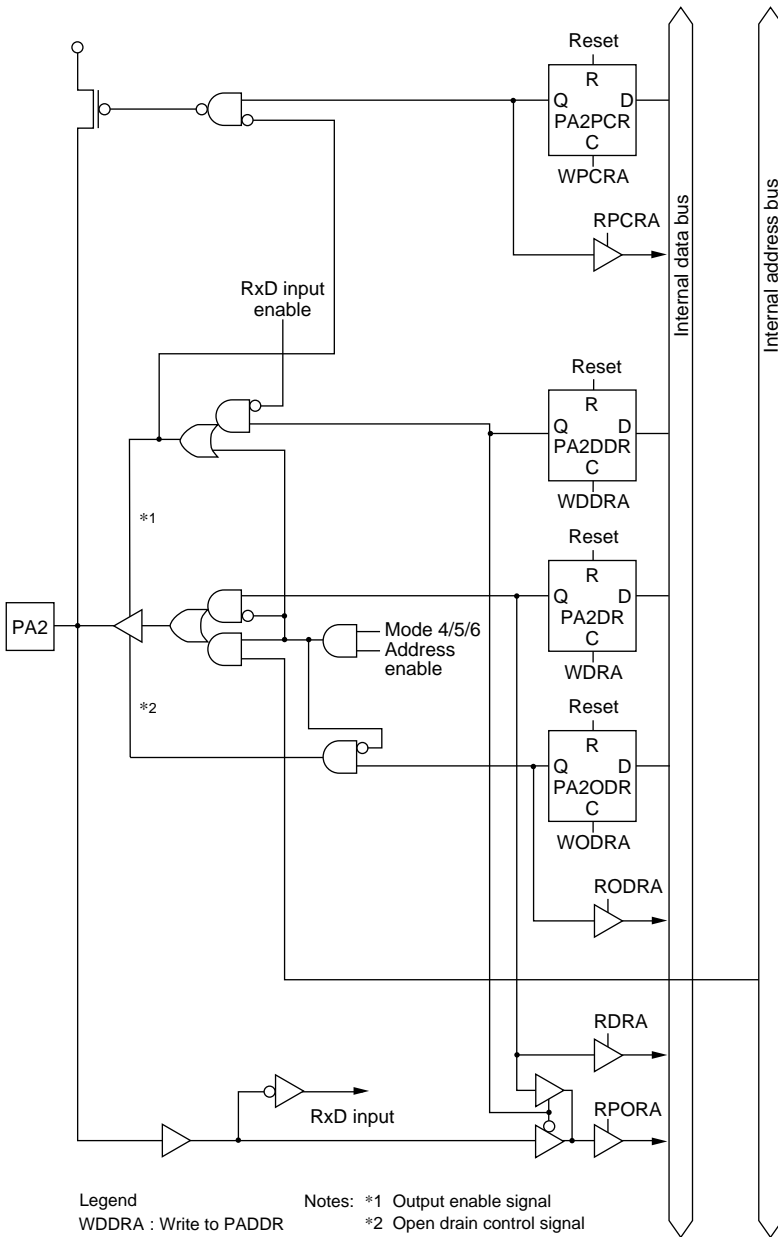 Reset
R
Q D
PA2PCR
C
WPCRA
RPCRA
Internal data bus
Internal address bus
RxD input
enable
Reset
R
Q D
PA2DDR
C
WDDRA
*1
Reset
R
Q D
PA2DR
C
WDRA
PA2
Mode 4/5/6
Address
enable
*2
Reset
R
Q D
PA2ODR
C
WODRA
RODRA
RDRA
RxD input
RPORA
Legend
WDDRA : Write to PADDR
Notes: *1 Output enable signal
*2 Open drain control signal